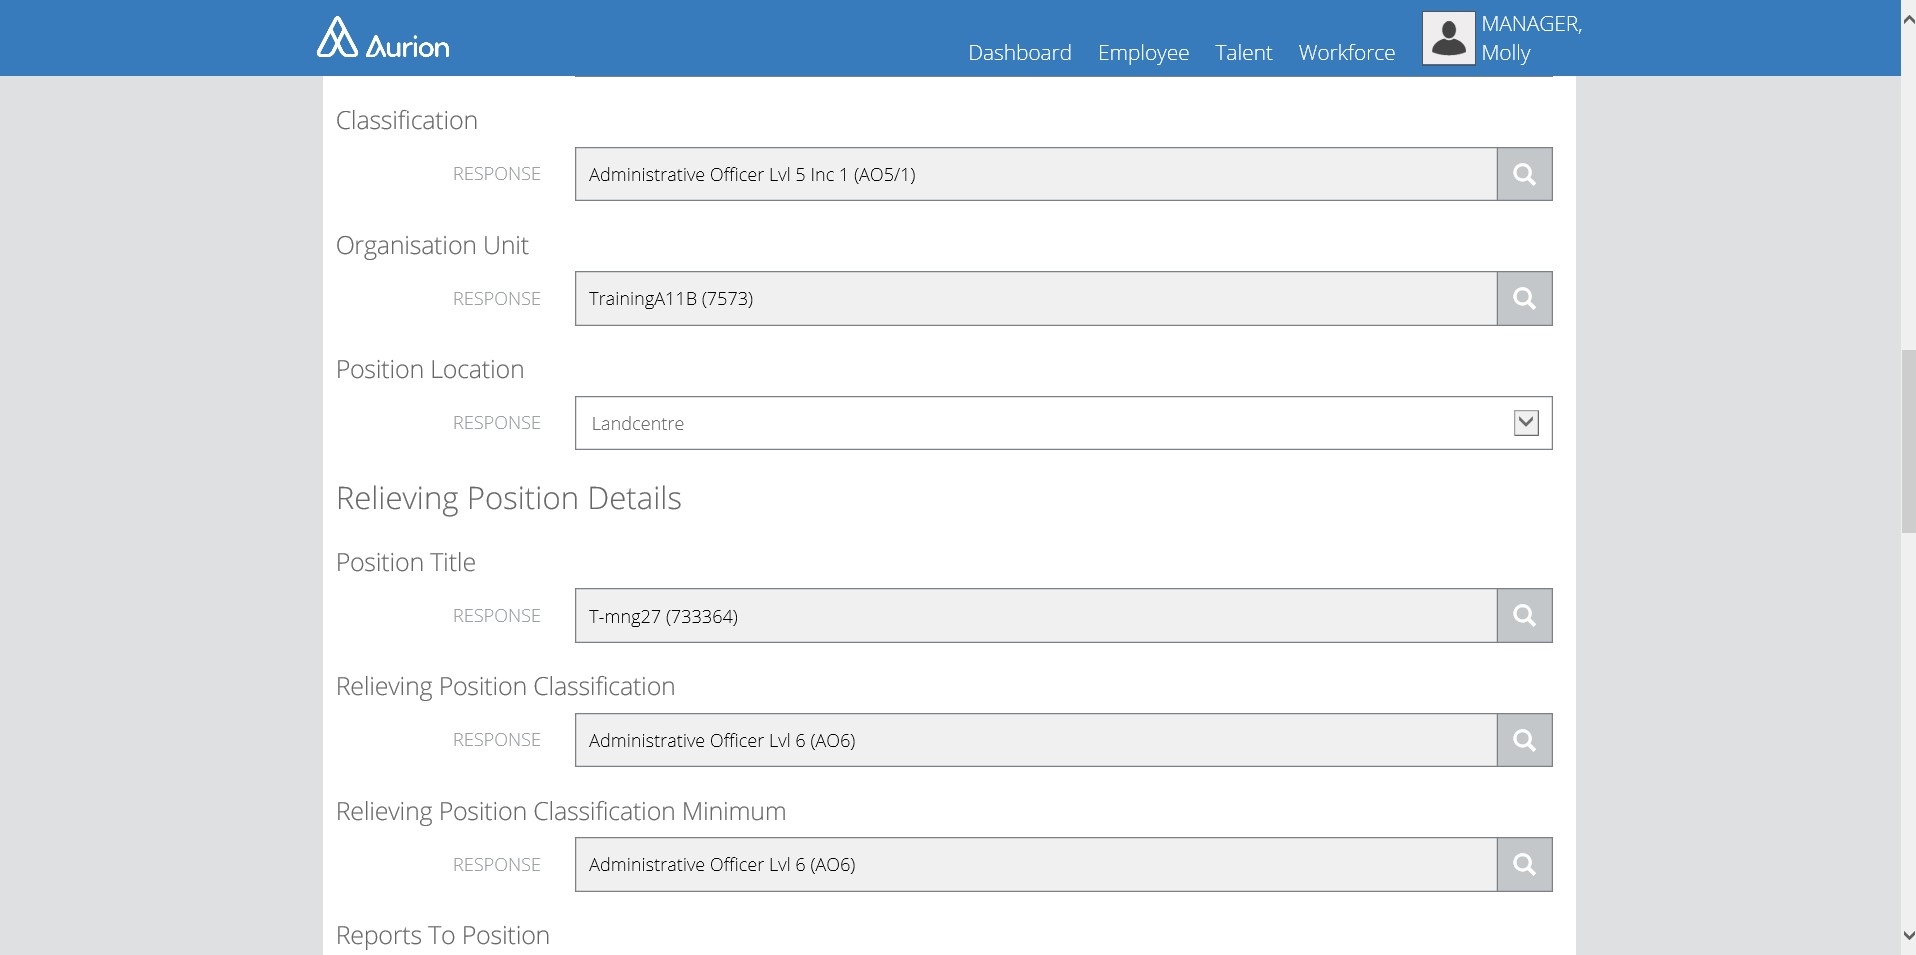 Aurion
Dashboard Employee Talent Workforce MANAGER,
Molly
Classification
RESPONSE Administrative Officer Lvl 5 Inc 1 (AO5/1)
Organisation Unit
RESPONSE TrainingA11B (7573)
Position Location
RESPONSE Landcentre
Relieving Position Details
Position Title
RESPONSE T-mng27 (733364)
Relieving Position Classification
RESPONSE Administrative Officer Lvl 6 (AO6)
Relieving Position Classification Minimum
RESPONSE Administrative Officer Lvl 6 (AO6)
Reports To Position